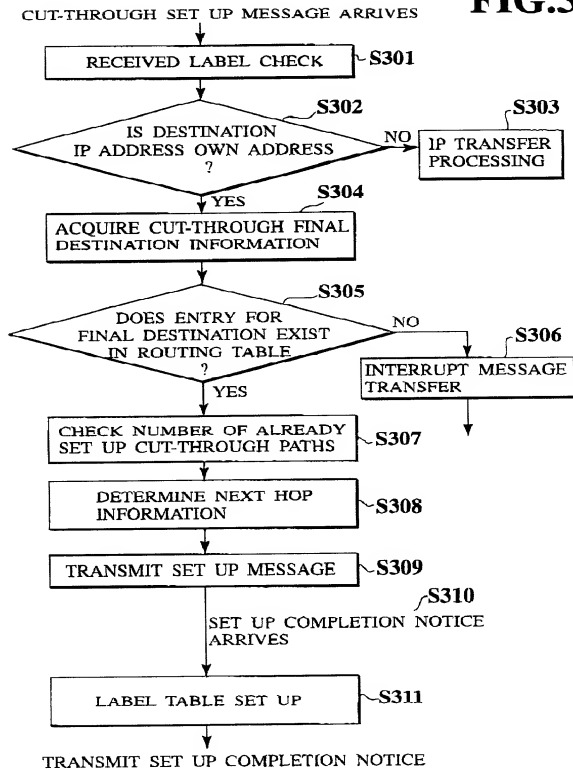 FIG.3
CUT-THROUGH SET UP MESSAGE ARRIVES
RECEIVED LABEL CHECK
S301
S302
IS DESTINATION
IP ADDRESS OWN ADDRESS
?
NO
S303
IP TRANSFER
PROCESSING
YES
S304
ACQUIRE CUT-THROUGH FINAL
DESTINATION INFORMATION
S305
DOES ENTRY FOR
FINAL DESTINATION EXIST
IN ROUTING TABLE
?
NO
S306
INTERRUPT MESSAGE
TRANSFER
YES
CHECK NUMBER OF ALREADY
SET UP CUT-THROUGH PATHS
S307
DETERMINE NEXT HOP
INFORMATION
S308
TRANSMIT SET UP MESSAGE
S309
S310
SET UP COMPLETION NOTICE
ARRIVES
LABEL TABLE SET UP
S311
TRANSMIT SET UP COMPLETION NOTICE